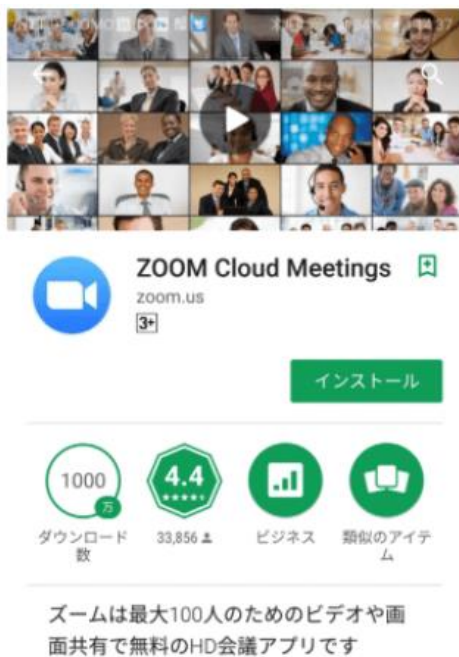 ZOOM Cloud Meetings
zoom.us
3+
インストール
1000
万
ダウンロード
数
4.4
33,856
ビジネス
類似のアイテ
ム
ズームは最大100人のためのビデオや画
面共有で無料のHD会議アプリです